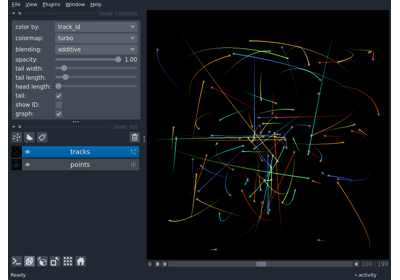 File View Plugins Window Help
layer controls
color by: track_id
colormap: turbo
blending: additive
opacity: 1.00
tail width:
tail length:
head length:
tail:
show ID:
graph:
layer list
tracks
points
100 | 199
Ready
activity